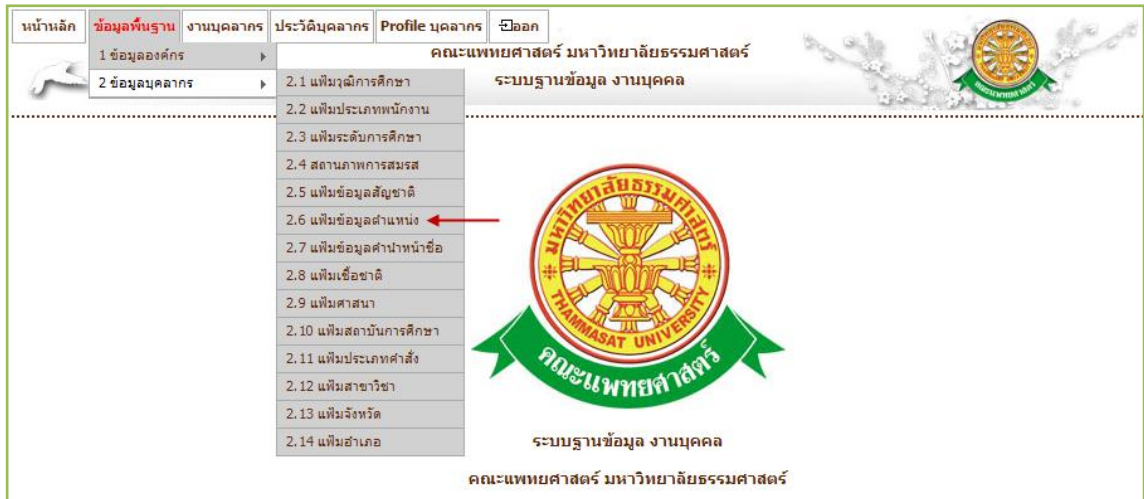 หน้าหลัก ข้อมูลพื้นฐาน งานบุคลากร ประวัติบุคลากร Profile บุคลากร ออก
1 ข้อมูลองค์กร
2 ข้อมูลบุคลากร
คณะแพทยศาสตร์ มหาวิทยาลัยธรรมศาสตร์
ระบบฐานข้อมูล งานบุคคล
คณะแพทยศาสตร์
2.1 แฟ้มวุฒิการศึกษา
2.2 แฟ้มประเภทพนักงาน
2.3 แฟ้มระดับการศึกษา
2.4 สถานภาพการสมรส
2.5 แฟ้มข้อมูลสัญชาติ
2.6 แฟ้มข้อมูลตำแหน่ง
2.7 แฟ้มข้อมูลคำนำหน้าชื่อ
2.8 แฟ้มเชื้อชาติ
2.9 แฟ้มศาสนา
2.10 แฟ้มสถาบันการศึกษา
2.11 แฟ้มประเภทคำสั่ง
2.12 แฟ้มสาขาวิชา
2.13 แฟ้มจังหวัด
2.14 แฟ้มอำเภอ
มหาวิทยาลัยธรรมศาสตร์
THAMMASAT UNIVERSITY
คณะแพทยศาสตร์
ระบบฐานข้อมูล งานบุคคล
คณะแพทยศาสตร์ มหาวิทยาลัยธรรมศาสตร์